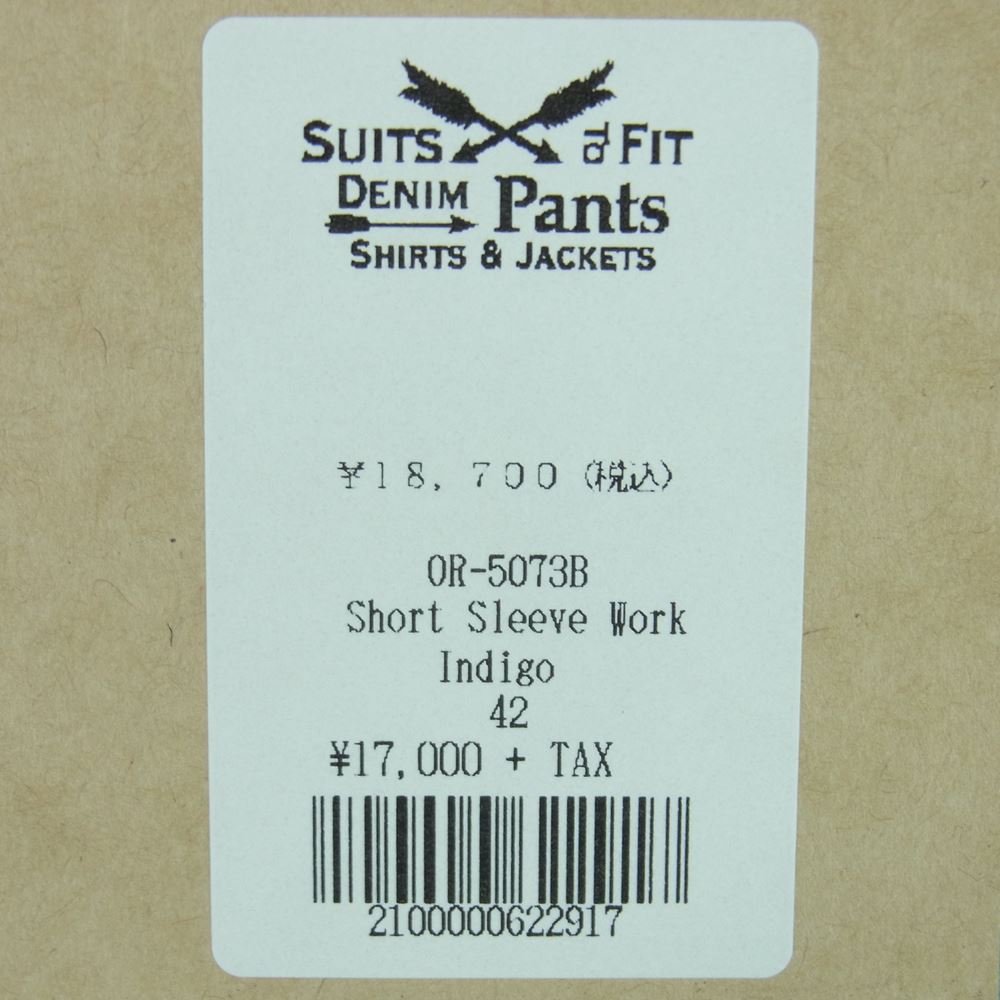 SUITS to FIT
DENIM Pants
SHIRTS & JACKETS
¥18,700(税込)
OR-5073B
Short Sleeve Work
Indigo
42
¥17,000 + TAX
2100000622917